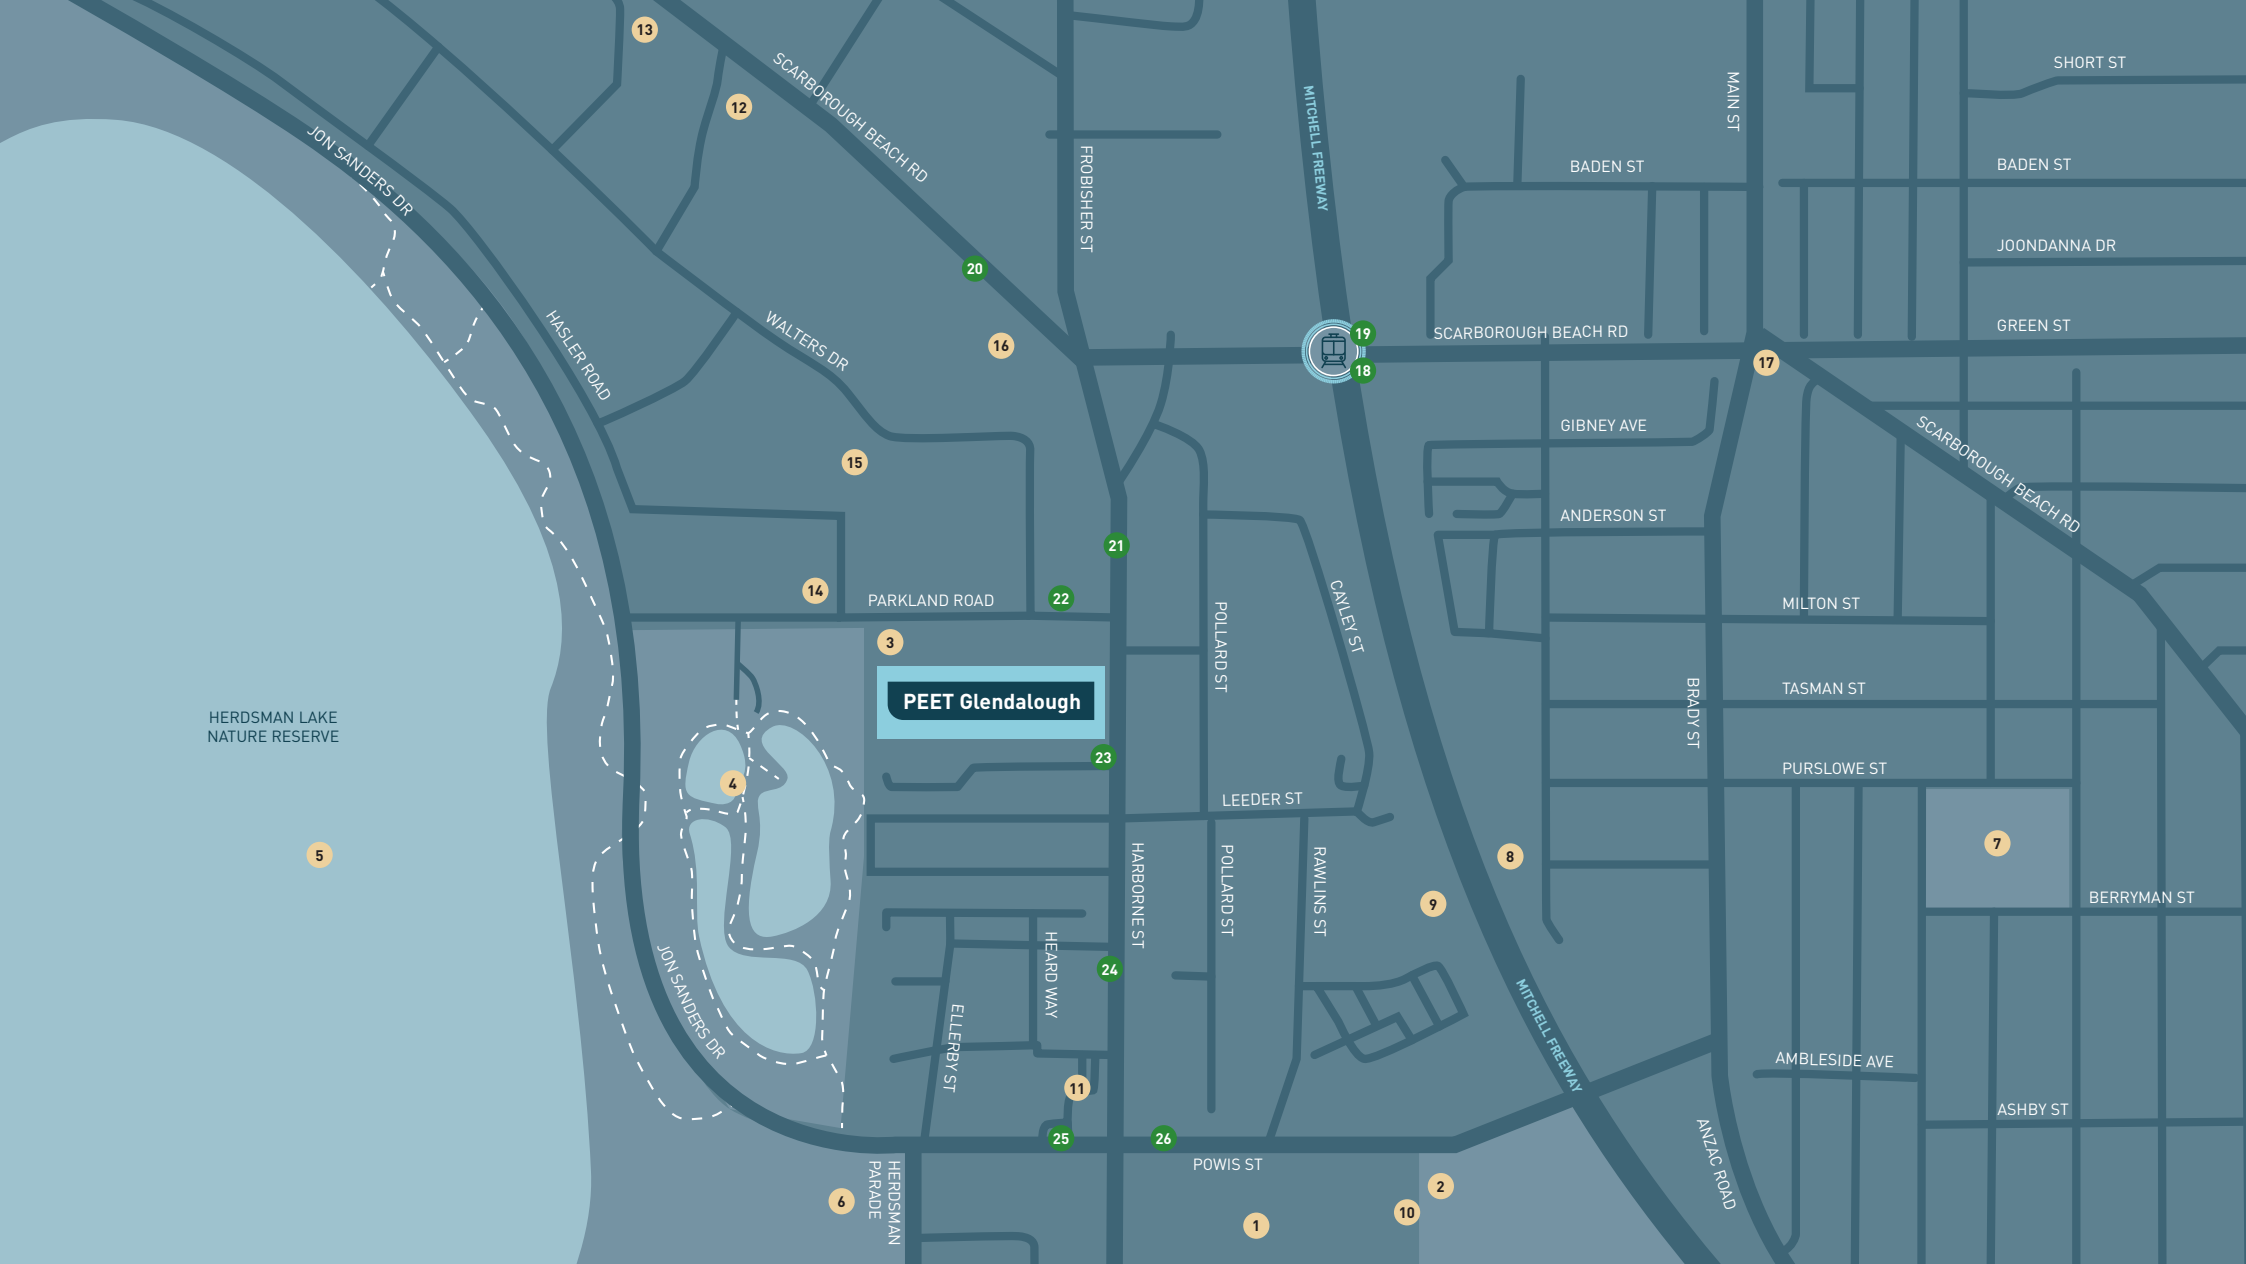 13
12
SCARBOROUGH BEACH RD
MITCHELL FREEWAY
MAIN ST
SHORT ST
JON SANDERS DR
FROBISHER ST
BADEN ST
BADEN ST
JOONDANNA DR
20
HASLER ROAD
WALTERS DR
16
19
18
SCARBOROUGH BEACH RD
17
GREEN ST
GIBNEY AVE
SCARBOROUGH BEACH RD
15
ANDERSON ST
21
14
PARKLAND ROAD
22
CAYLEY ST
MILTON ST
3
POLLARD ST
PEET Glendalough
BRADY ST
TASMAN ST
HERDSMAN LAKE
NATURE RESERVE
23
PURSLOWE ST
4
LEEDER ST
5
8
7
HARBORNE ST
POLLARD ST
RAWLINS ST
9
BERRYMAN ST
HEARD WAY
24
JON SANDERS DR
ELLERBY ST
MITCHELL FREEWAY
AMBLESIDE AVE
11
ASHBY ST
25
26
ANZAC ROAD
POWIS ST
HERDSMAN
PARADE
6
2
10
1